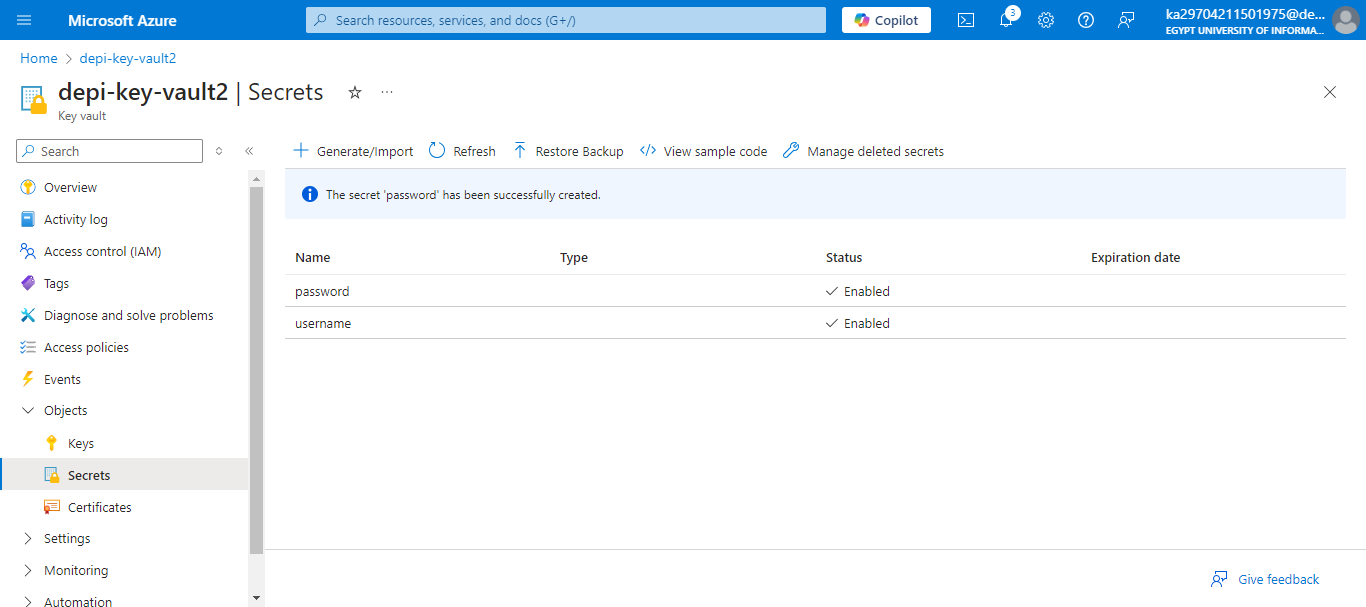 Microsoft Azure
Search resources, services, and docs (G+/)
Copilot
3
ka29704211501975@de...
EGYPT UNIVERSITY OF INFORMA...
Home > depi-key-vault2
depi-key-vault2 | Secrets
Key vault
Search
Generate/Import
Refresh
Restore Backup
View sample code
Manage deleted secrets
Overview
Activity log
Access control (IAM)
Tags
Diagnose and solve problems
Access policies
Events
Objects
Keys
Secrets
Certificates
Settings
Monitoring
Automation
The secret 'password' has been successfully created.
Name Type Status Expiration date
password Enabled
username Enabled
Give feedback